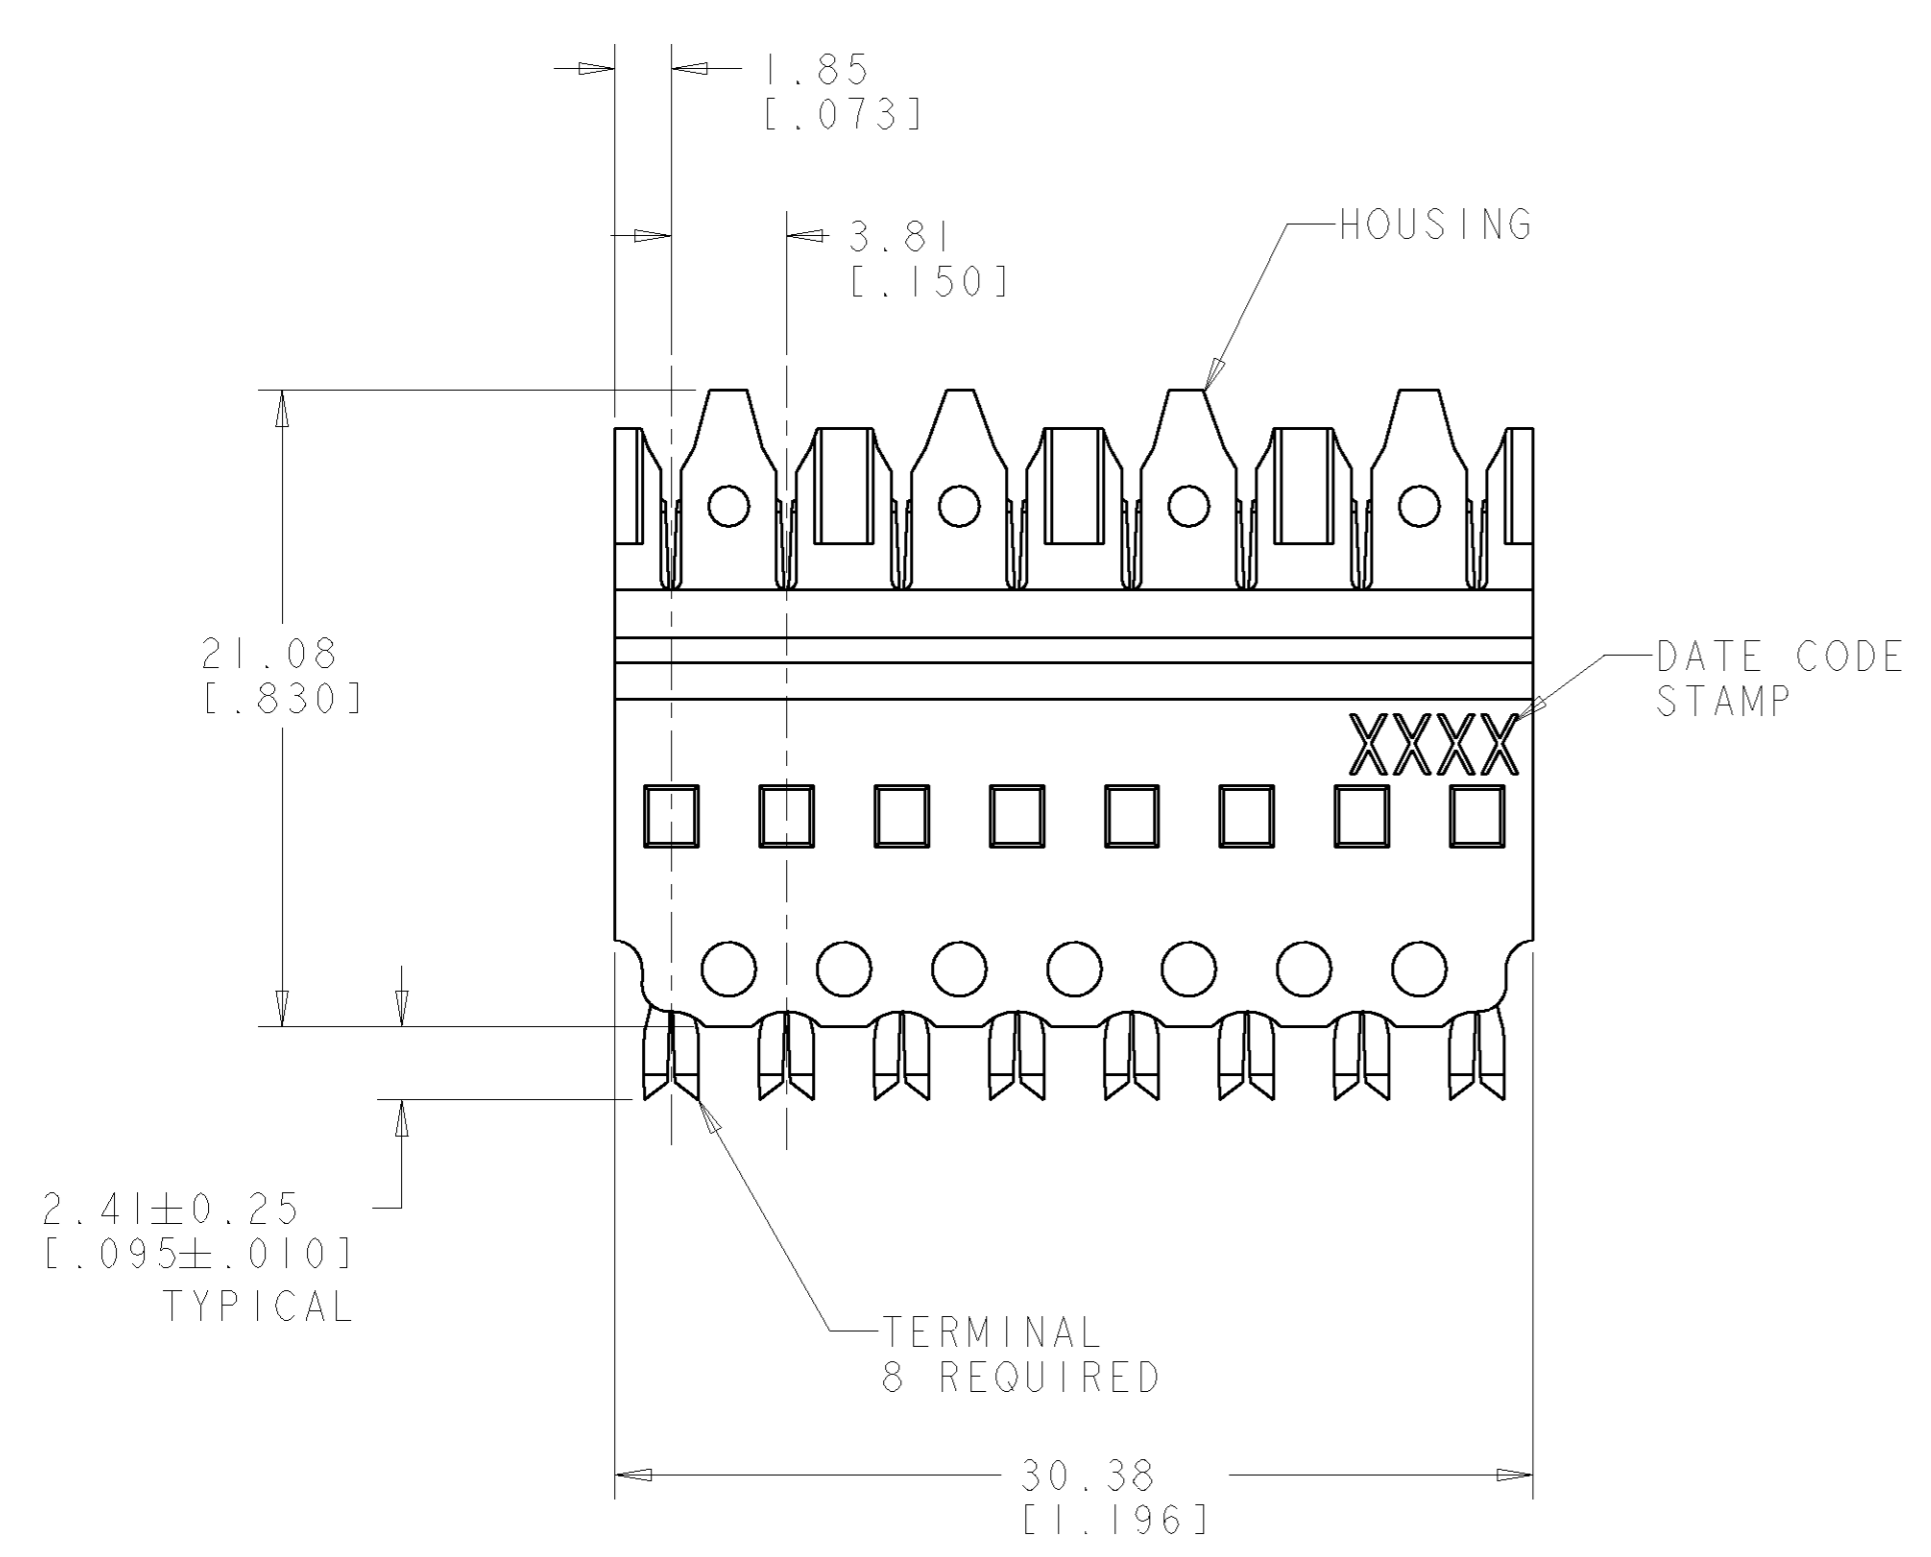 1.85
[.073]
3.81
[.150]
HOUSING
21.08
[.830]
DATE CODE
STAMP
XXXX
2.41±0.25
[.095±.010]
TYPICAL
TERMINAL
8 REQUIRED
30.38
[1.196]